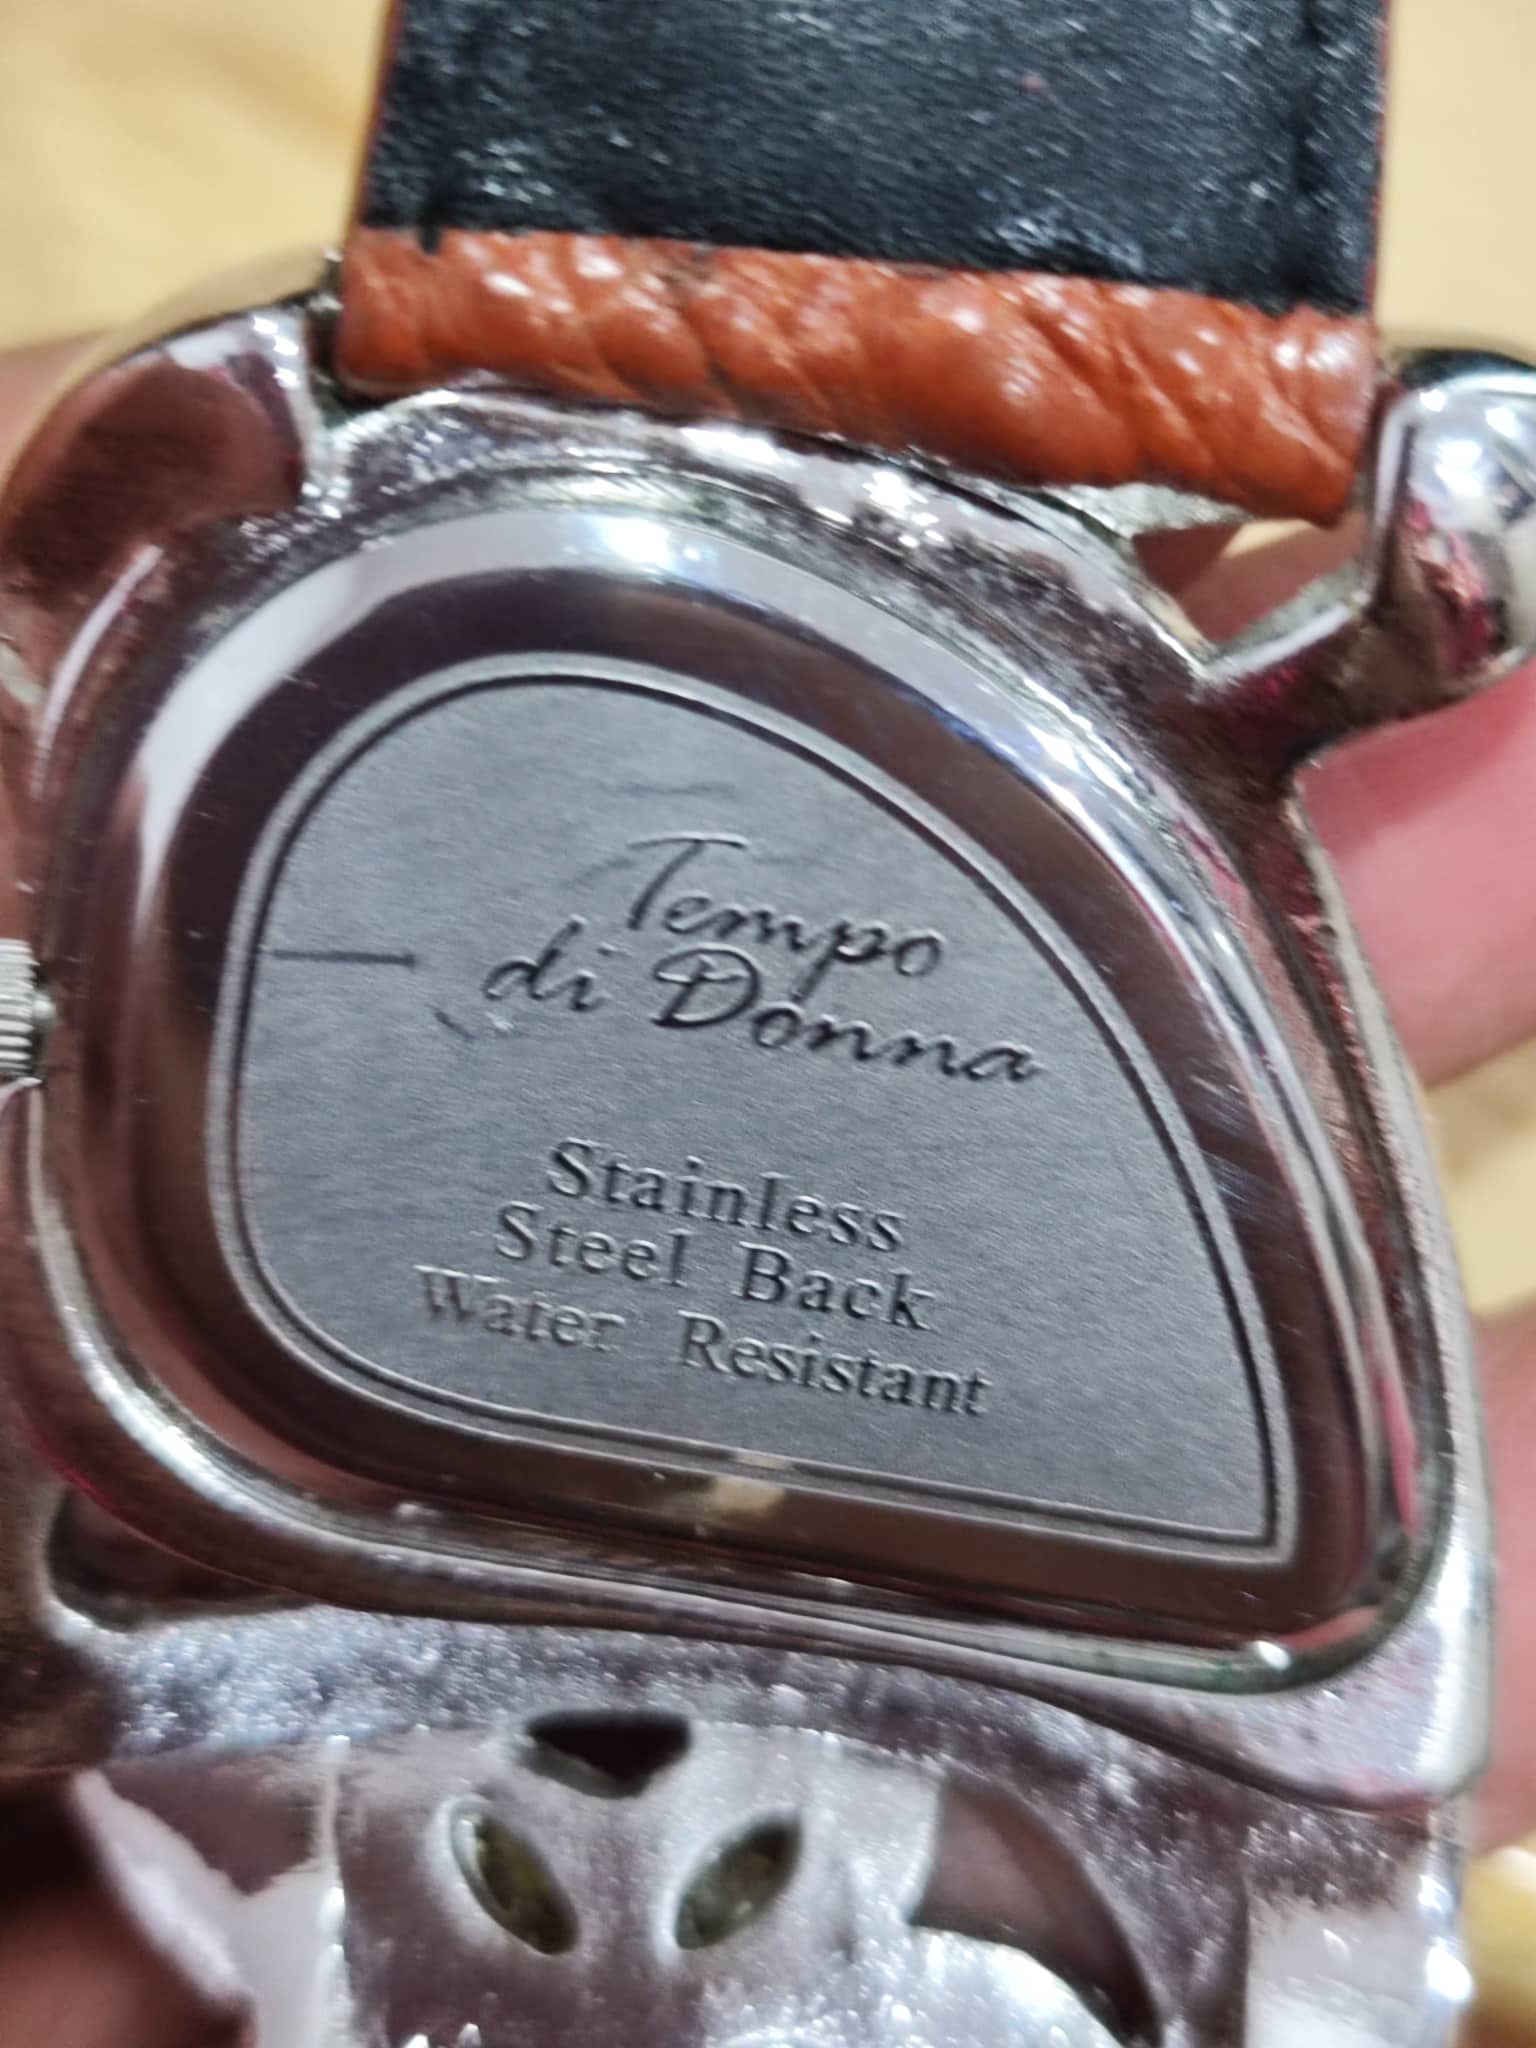 Tempo
di Donna
Stainless
Steel Back
Water Resistant